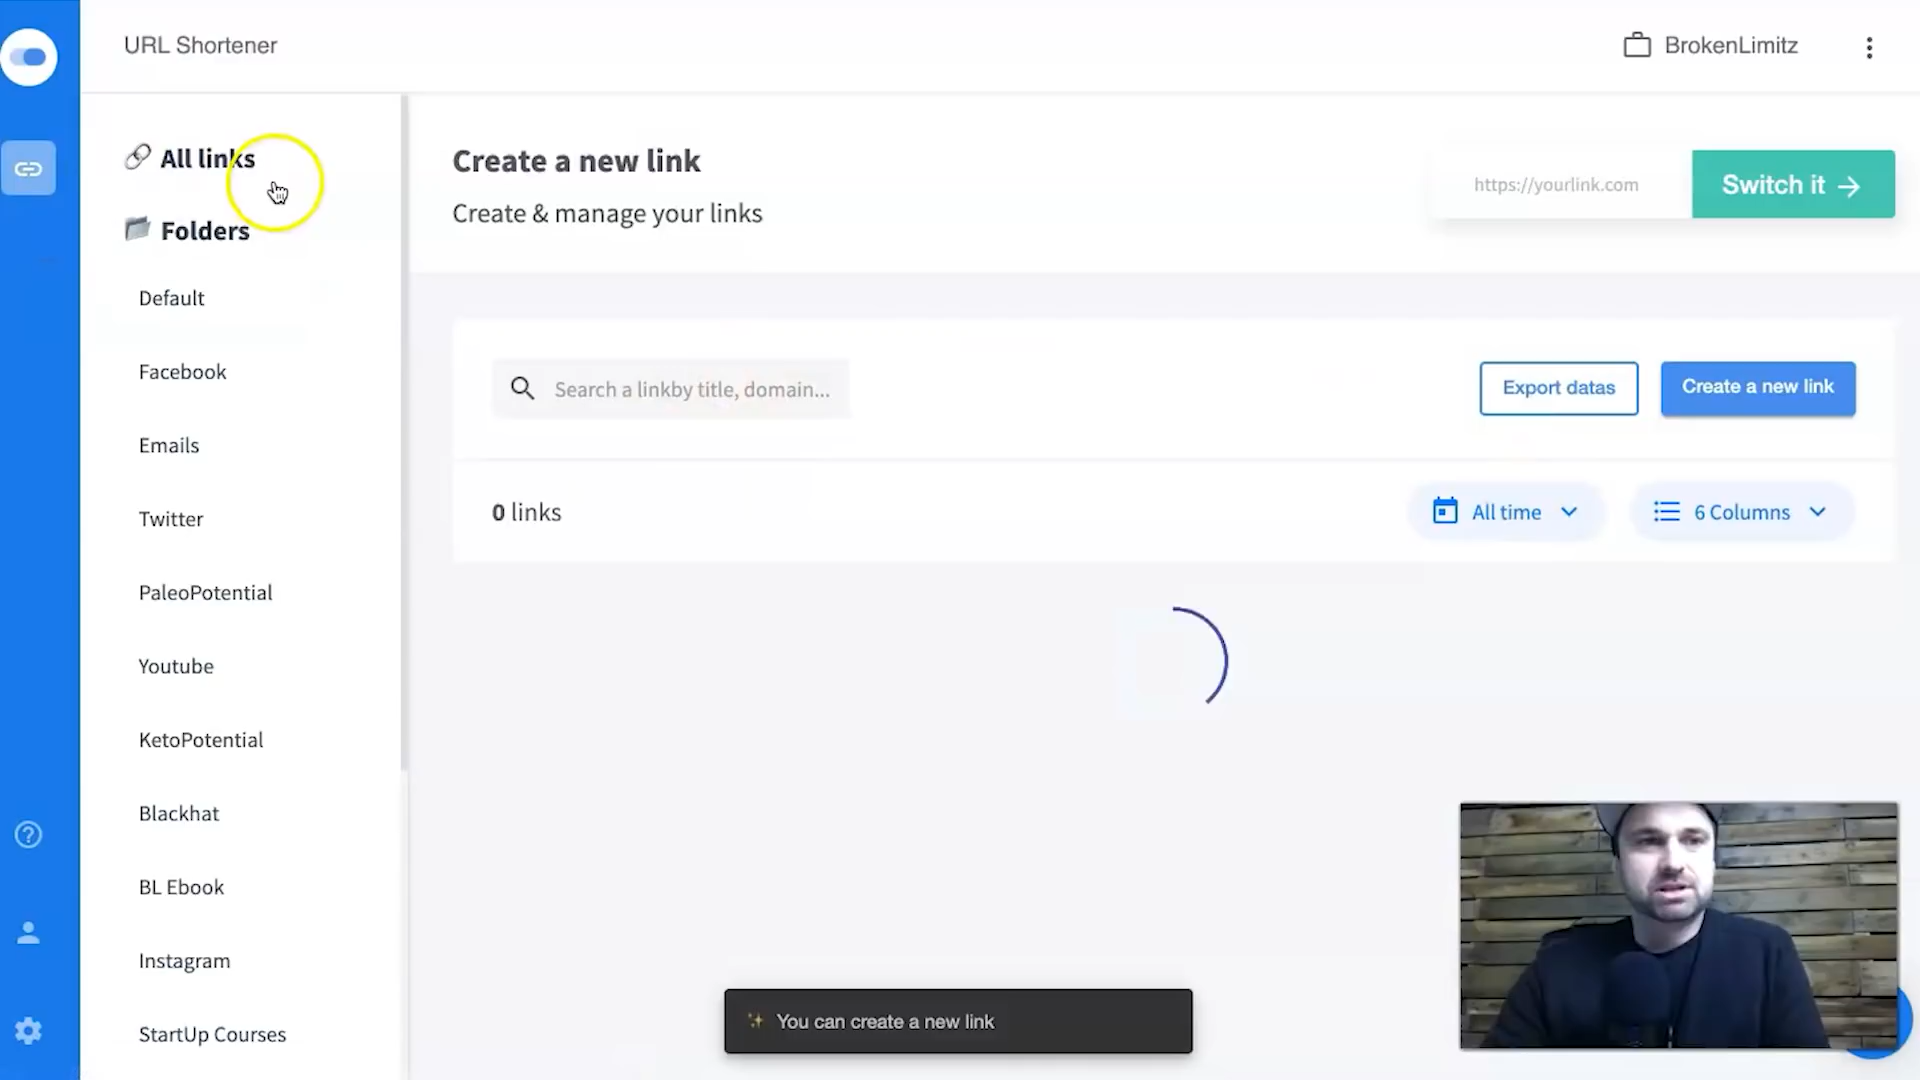 URL Shortener
BrokenLimitz
All links
Folders
Default
Facebook
Emails
Twitter
PaleoPotential
Youtube
KetoPotential
Blackhat
BL Ebook
Instagram
StartUp Courses
Create a new link
Create & manage your links
https://yourlink.com
Switch it →
Search a linkby title, domain...
Export datas
Create a new link
0 links
All time
6 Columns
You can create a new link